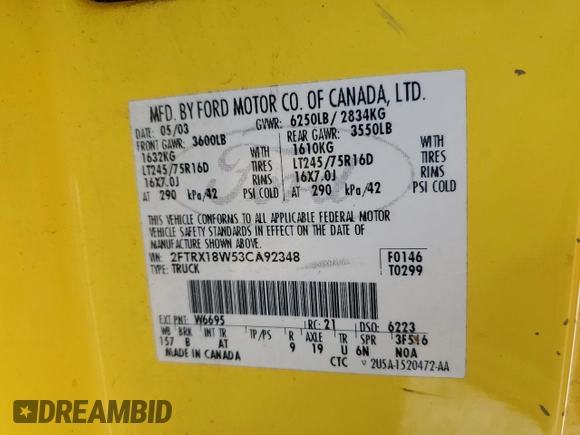 MFD. BY FORD MOTOR CO. OF CANADA, LTD.
DATE: 05/03 GVWR: 6250LB/ 2834KG
FRONT GAWR: 3600LB REAR GAWR: 3550LB
1632KG 1610KG
LT245/75R16D TIRES LT245/75R16D TIRES
16X7.0J RIMS 16X7.0J RIMS
AT 290 kPa/42 PSI COLD AT 290 kPa/42 PSI COLD
THIS VEHICLE CONFORMS TO ALL APPLICABLE FEDERAL MOTOR
VEHICLE SAFETY STANDARDS IN EFFECT ON THE DATE OF
MANUFACTURE SHOWN ABOVE.
VIN: 2FTRX18W53CA92348 F0146
TYPE: TRUCK T0299
EXT PNT: W6695 RC: 21 DSO: 6223
WB BRK INT TR TP/PS R AXLE TR SPR
157 B AT 9 19 U 6N NOA
MADE IN CANADA CTC 2U5A-1520472-AA
Ford
DREAMBID